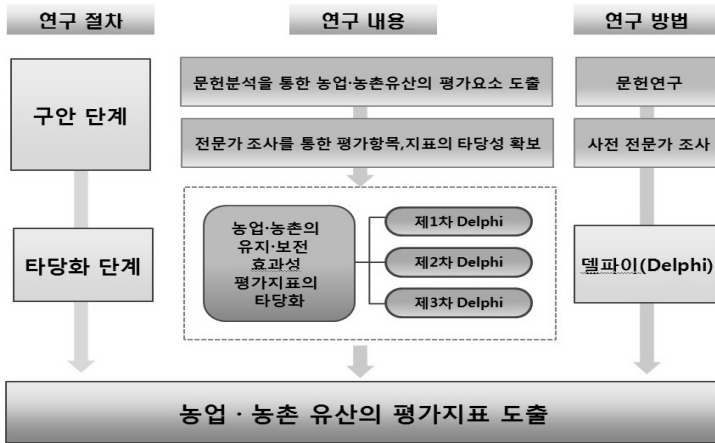 연구 절차
연구 내용
연구 방법
구안 단계
문헌분석을 통한 농업·농촌유산의 평가요소 도출
문헌연구
전문가 조사를 통한 평가항목,지표의 타당성 확보
사전 전문가 조사
타당화 단계
농업·농촌의
유지·보전
효과성
평가지표의
타당화
제1차 Delphi
제2차 Delphi
제3차 Delphi
델파이(Delphi)
농업 · 농촌 유산의 평가지표 도출